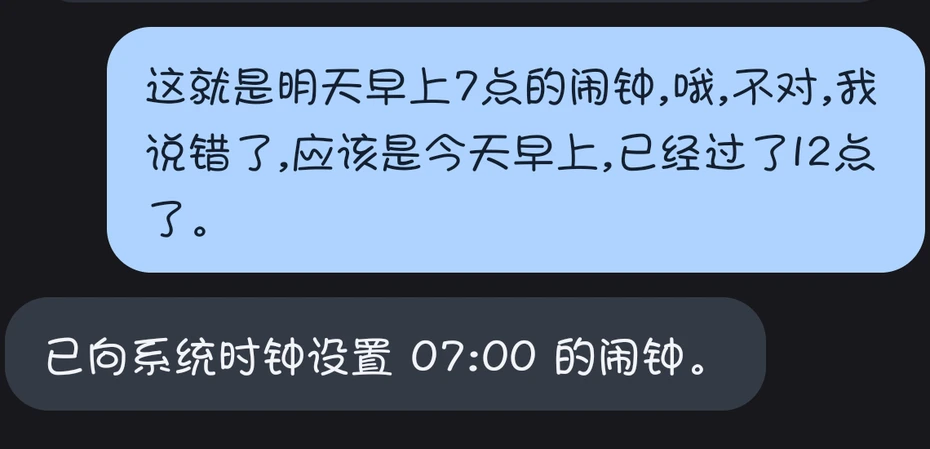 这就是明天早上7点的闹钟,哦,不对,我
说错了,应该是今天早上,已经过了12点
了。
已向系统时钟设置 07:00 的闹钟。